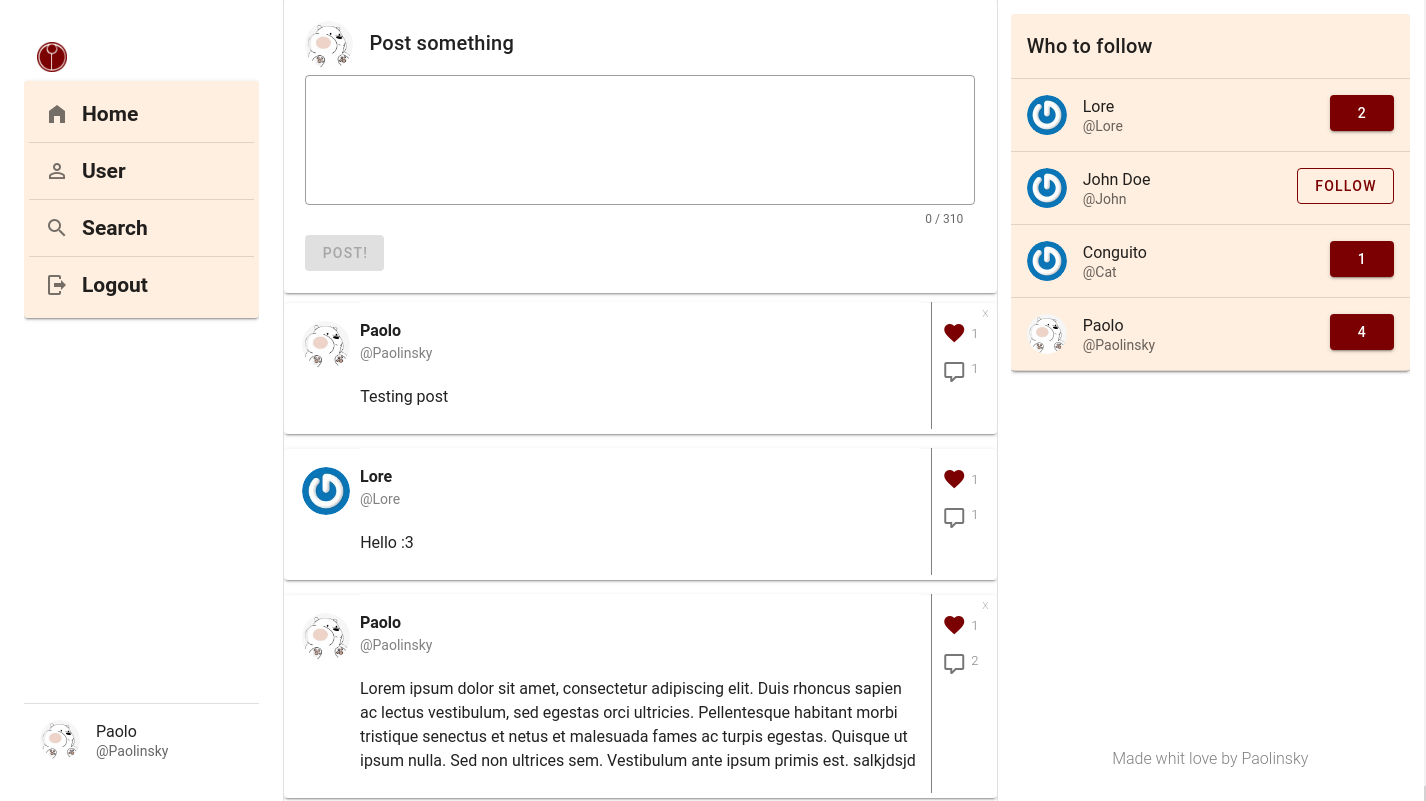 Home
User
Search
Logout
Paolo
@Paolinsky
Post something
0 / 310
POST!
Paolo
@Paolinsky
Testing post
x
1
1
Lore
@Lore
Hello :3
1
1
Paolo
@Paolinsky
Lorem ipsum dolor sit amet, consectetur adipiscing elit. Duis rhoncus sapien
ac lectus vestibulum, sed egestas orci ultricies. Pellentesque habitant morbi
tristique senectus et netus et malesuada fames ac turpis egestas. Quisque ut
ipsum nulla. Sed non ultrices sem. Vestibulum ante ipsum primis est. salkjdsjd
x
1
2
Who to follow
Lore
@Lore
2
John Doe
@John
FOLLOW
Conguito
@Cat
1
Paolo
@Paolinsky
4
Made whit love by Paolinsky